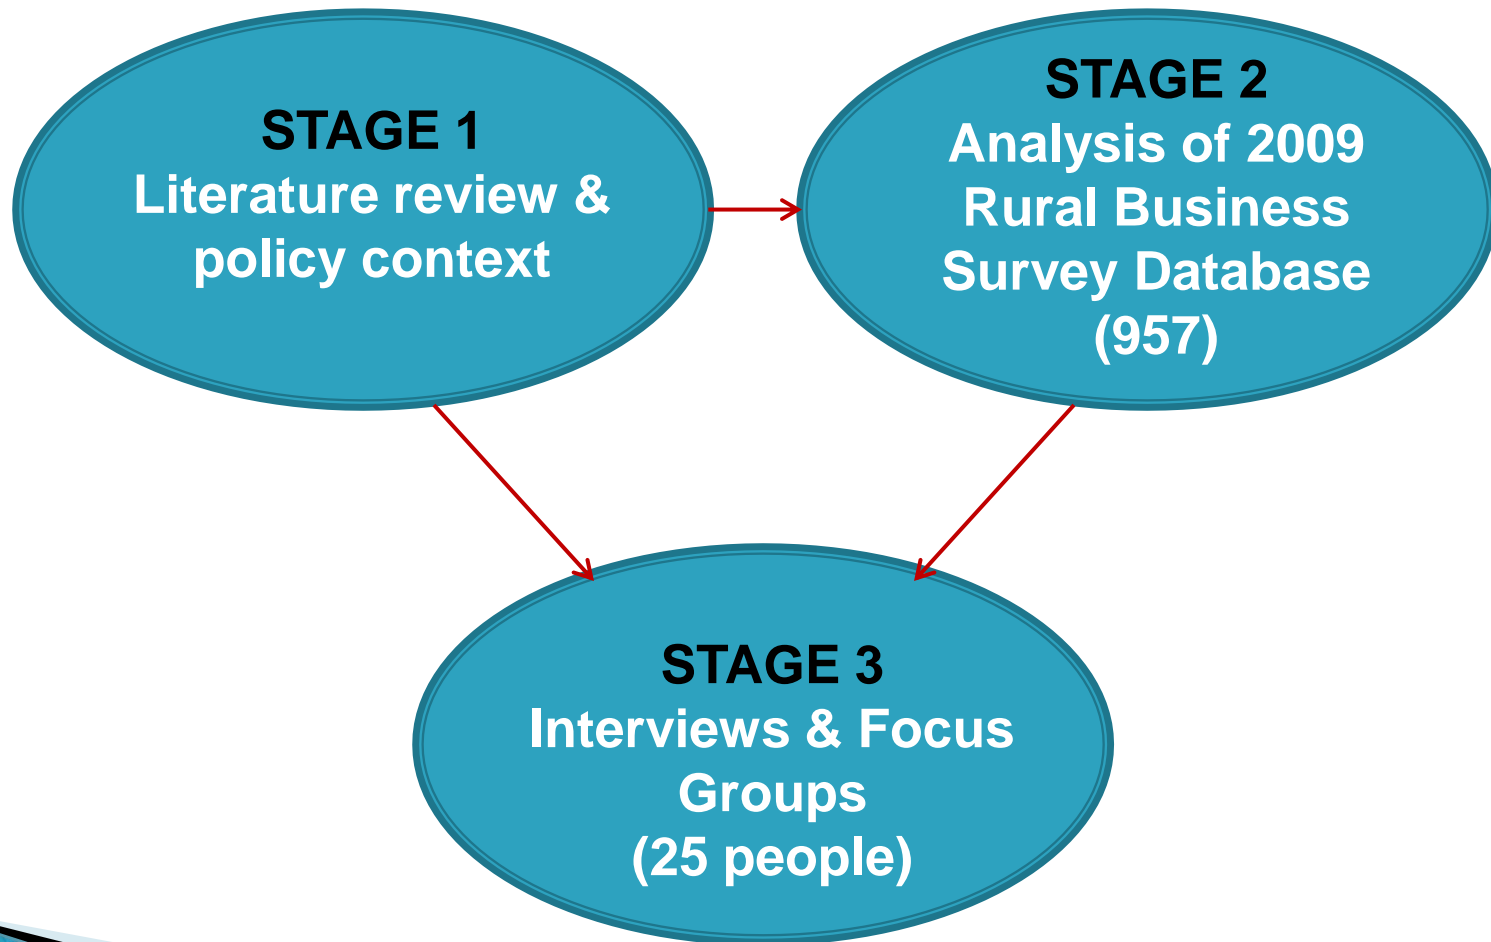 STAGE 1
Literature review &
policy context
STAGE 2
Analysis of 2009
Rural Business
Survey Database
(957)
STAGE 3
Interviews & Focus
Groups
(25 people)